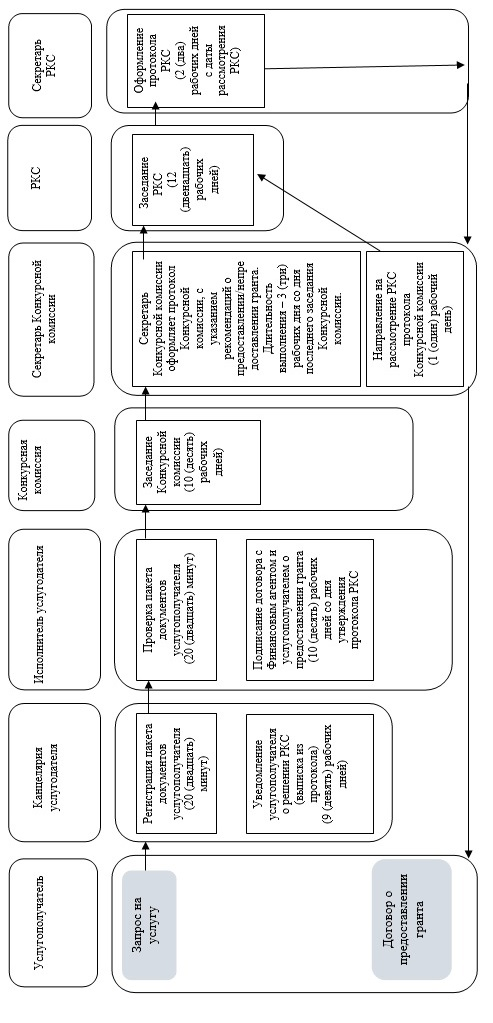 Услугополучатель
Канцелярия
услугодателя
Исполнитель услугодателя
Конкурсная
комиссия
Секретарь Конкурсной
комиссии
РКС
Секретарь
РКС
Запрос на
услугу
Договор о
предоставлении
гранта
Регистрация пакета
документов
услугополучателя
(20 (двадцать)
минут)
Уведомление
услугополучателя
о решении РКС
(выписка из
протокола)
(9 (девять) рабочих
дней)
Проверка пакета
документов
услугополучателя
(20 (двадцать) минут)
Подписание договора с
Финансовым агентом и
услугополучателем о
предоставлении гранта
(10 (десять) рабочих
дней со дня
утверждения
протокола РКС
Заседание
Конкурсной
комиссии
(10 (десять)
рабочих
дней)
Секретарь
Конкурсной комиссии
оформляет протокол
Конкурсной
комиссии, с
указанием
рекомендаций о
предоставлении/непре
доставлении гранта.
Длительность
выполнения – 3 (три)
рабочих дня со дня
последнего заседания
Конкурсной
комиссии.
Направление на
рассмотрение РКС
протокола
Конкурсной комиссии
(1 (один) рабочий
день)
Заседание
РКС
(12
(двенадцать)
рабочих
дней)
Оформление
протокола
РКС
(2 (два)
рабочих дней
с даты
рассмотрения
РКС)